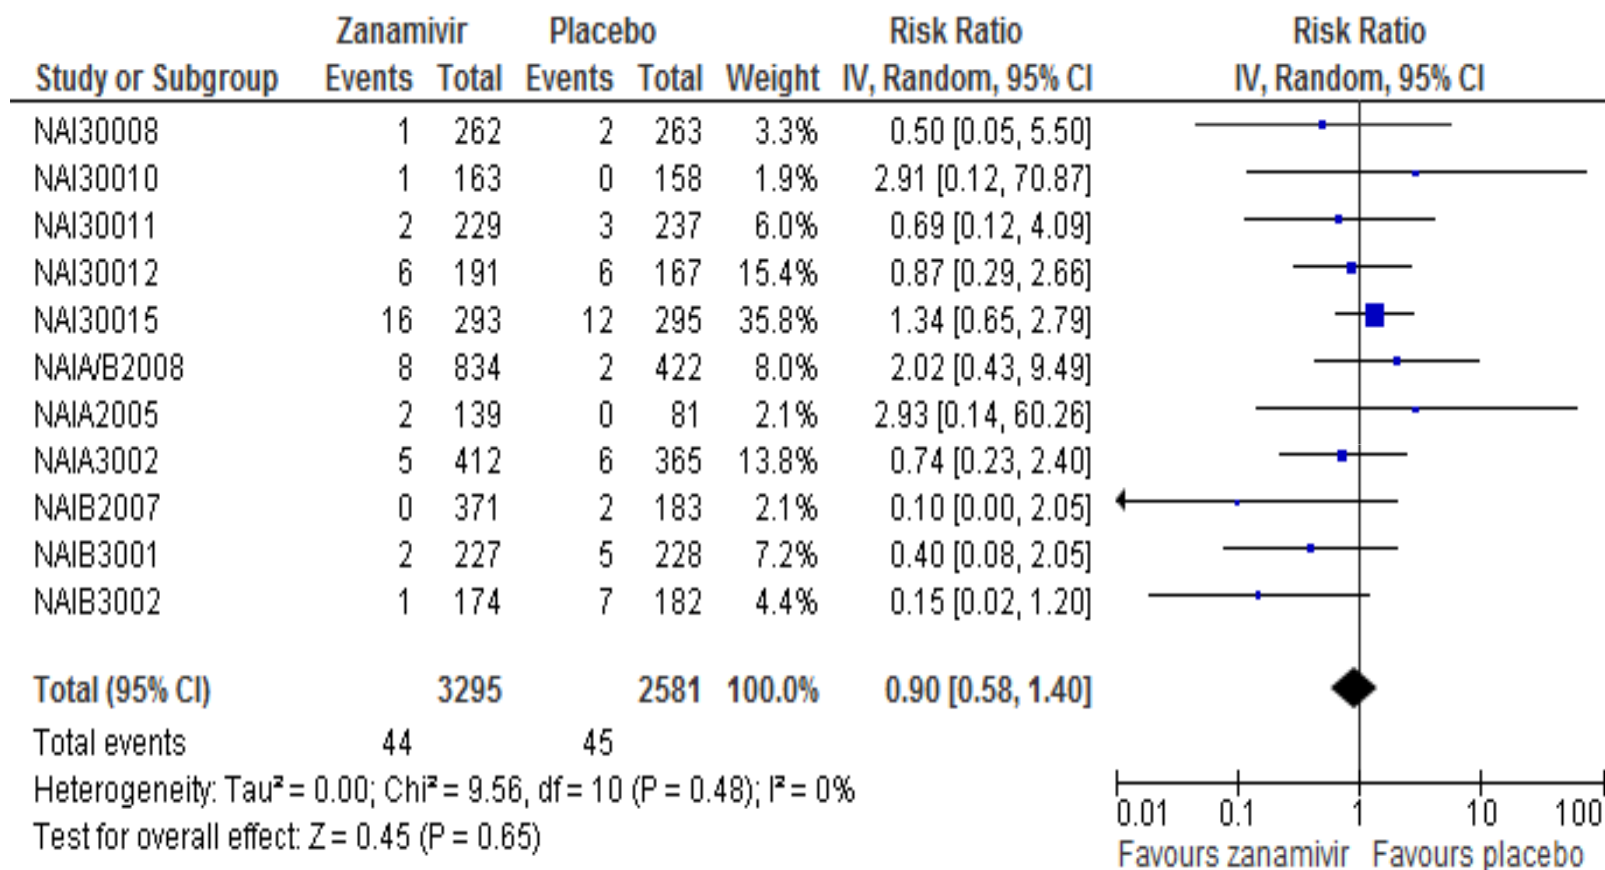 Zanamivir Placebo Risk Ratio Risk Ratio
Study or Subgroup Events Total Events Total Weight IV, Random, 95% CI IV, Random, 95% CI
NAI30008 1 262 2 263 3.3% 0.50 [0.05, 5.50]
NAI30010 1 163 0 158 1.9% 2.91 [0.12, 70.87]
NAI30011 2 229 3 237 6.0% 0.69 [0.12, 4.09]
NAI30012 6 191 6 167 15.4% 0.87 [0.29, 2.66]
NAI30015 16 293 12 295 35.8% 1.34 [0.65, 2.79]
NAIA/B2008 8 834 2 422 8.0% 2.02 [0.43, 9.49]
NAIA2005 2 139 0 81 2.1% 2.93 [0.14, 60.26]
NAIA3002 5 412 6 365 13.8% 0.74 [0.23, 2.40]
NAIB2007 0 371 2 183 2.1% 0.10 [0.00, 2.05]
NAIB3001 2 227 5 228 7.2% 0.40 [0.08, 2.05]
NAIB3002 1 174 7 182 4.4% 0.15 [0.02, 1.20]
Total (95% CI) 3295 2581 100.0% 0.90 [0.58, 1.40]
Total events 44 45
Heterogeneity: Tau² = 0.00; Chi² = 9.56, df = 10 (P = 0.48); I² = 0%
Test for overall effect: Z = 0.45 (P = 0.65)
0.01 0.1 1 10 100
Favours zanamivir Favours placebo